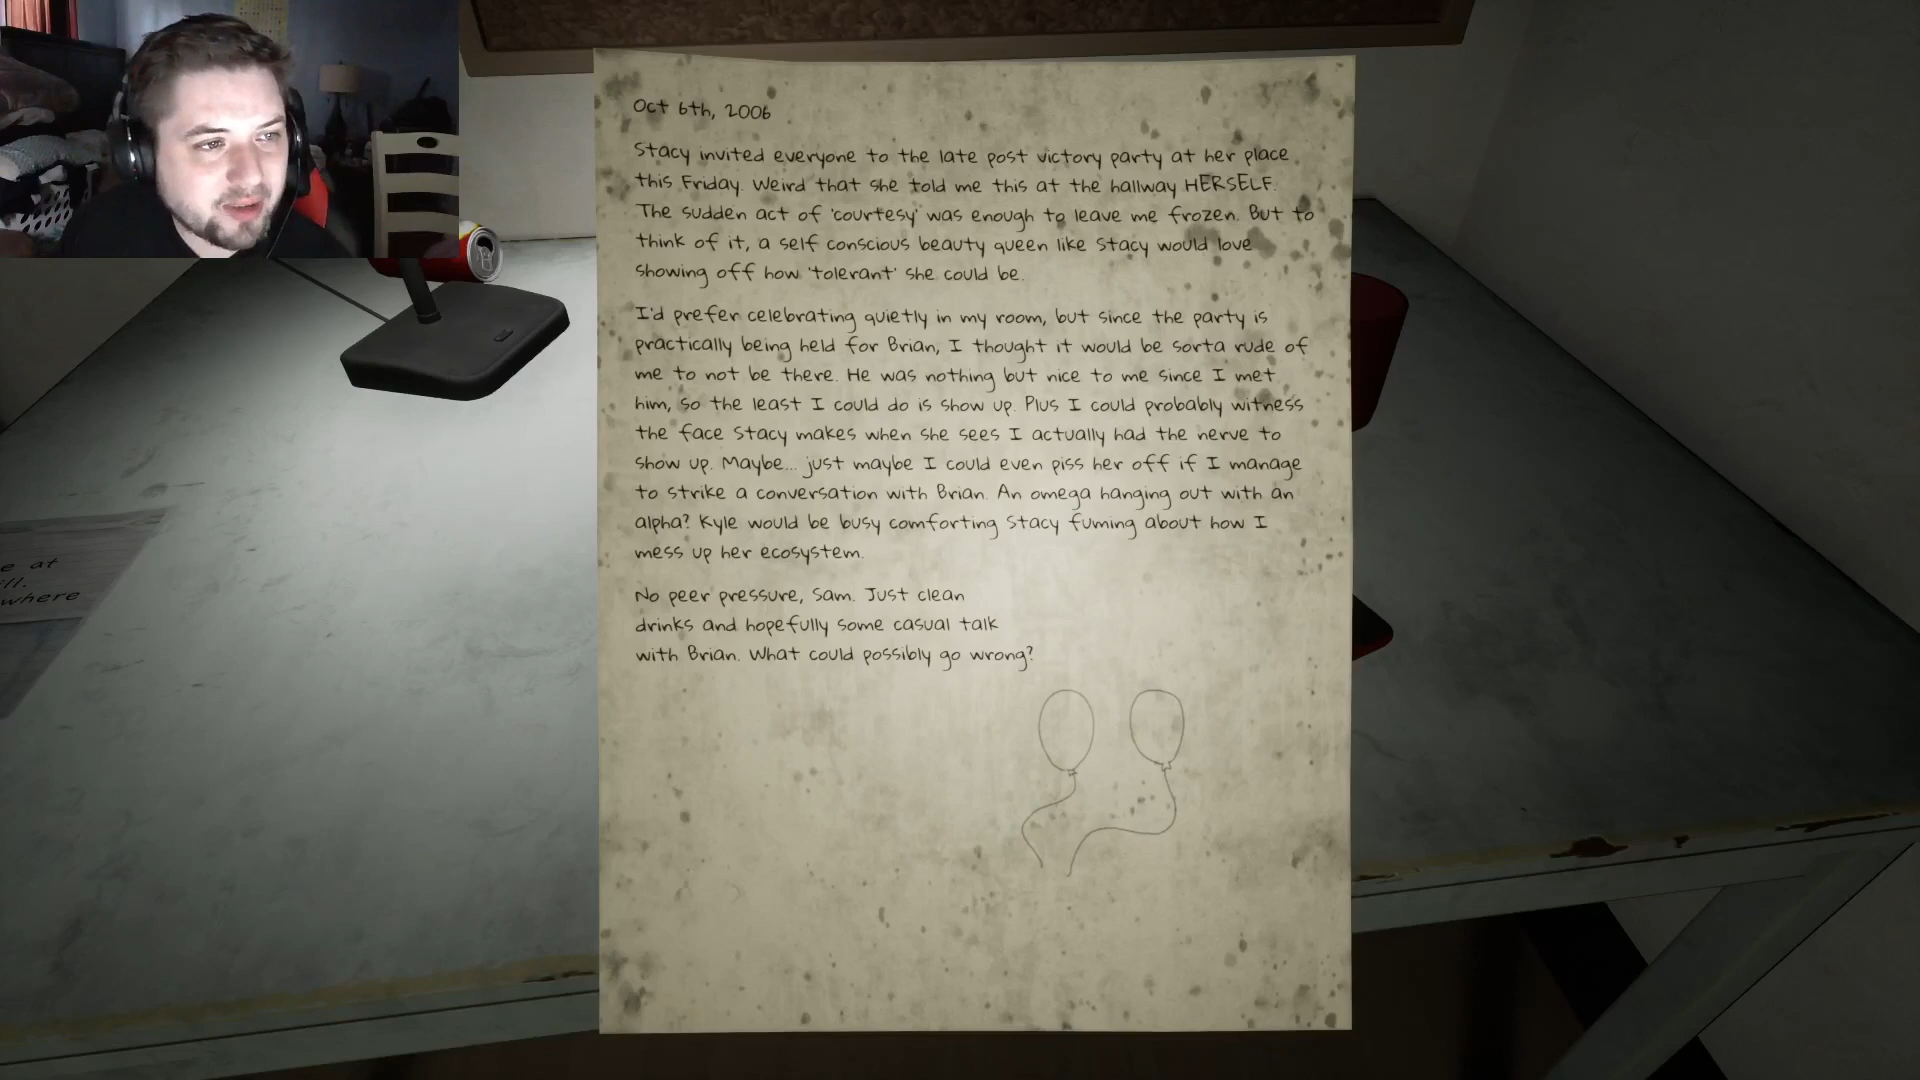 Oct 6th, 2006
Stacy invited everyone to the late post victory party at her place
this Friday. Weird that she told me this at the hallway HERSELF.
The sudden act of 'courtesy' was enough to leave me frozen. But to
think of it, a self conscious beauty queen like Stacy would love
showing off how 'tolerant' she could be.
I'd prefer celebrating quietly in my room, but since the party is
practically being held for Brian, I thought it would be sorta rude of
me to not be there. He was nothing but nice to me since I met
him, so the least I could do is show up. Plus I could probably witness
the face Stacy makes when she sees I actually had the nerve to
show up. Maybe... just maybe I could even piss her off if I manage
to strike a conversation with Brian. An omega hanging out with an
alpha? Kyle would be busy comforting Stacy fuming about how I
mess up her ecosystem.
No peer pressure, Sam. Just clean
drinks and hopefully some casual talk
with Brian. What could possibly go wrong?
e at
ll.
where